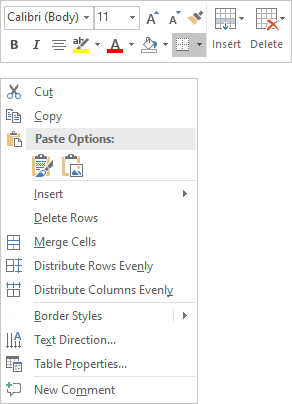 Calibri (Body) 11 A A
B I ab A Insert Delete
Cut
Copy
Paste Options:
Insert
Delete Rows
Merge Cells
Distribute Rows Evenly
Distribute Columns Evenly
Border Styles
Text Direction...
Table Properties...
New Comment